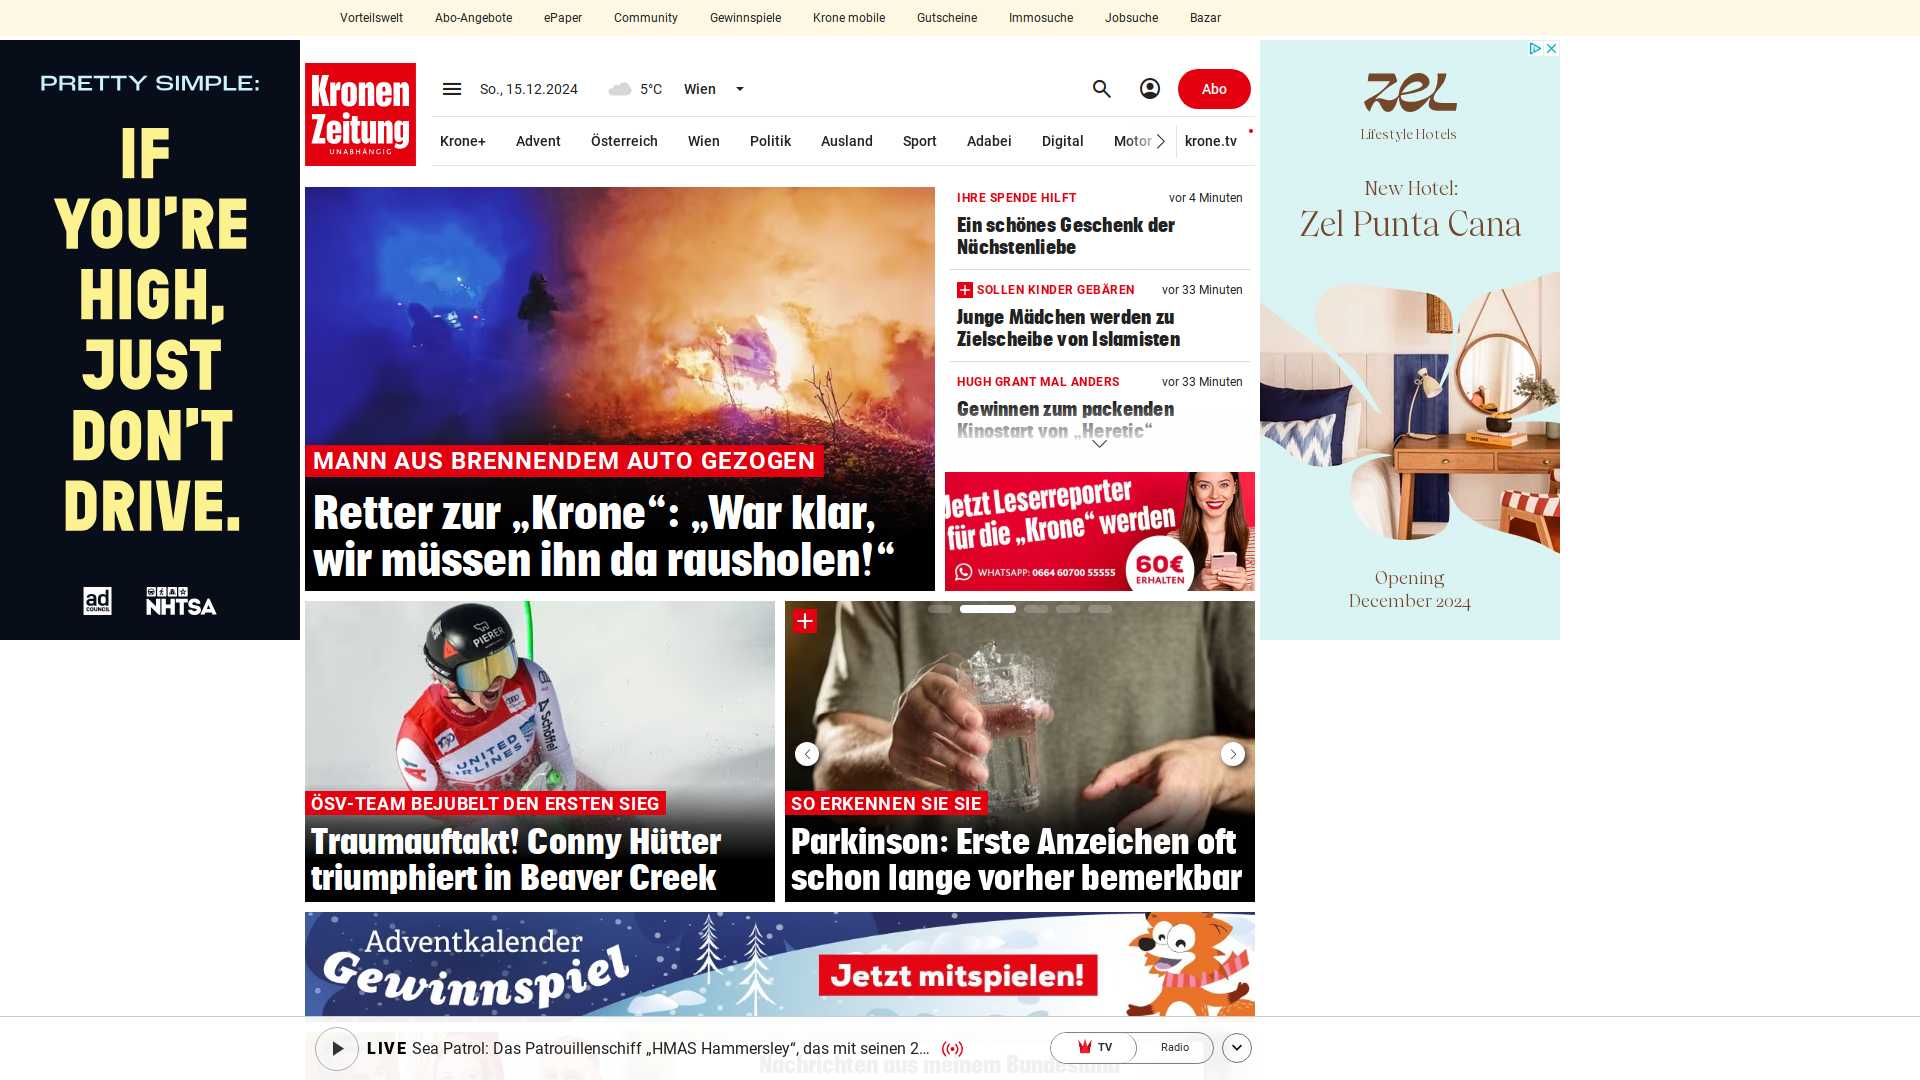 Vorteilswelt Abo-Angebote ePaper Community Gewinnspiele Krone mobile Gutscheine Immosuche Jobsuche Bazar
PRETTY SIMPLE:
IF
YOU'RE
HIGH,
JUST
DON'T
DRIVE.
ad
COUNCIL
NHTSA
Kronen
Zeitung
UNABHÄNGIG
So., 15.12.2024 5°C Wien
Abo
Krone+ Advent Österreich Wien Politik Ausland Sport Adabei Digital Motor krone.tv
MANN AUS BRENNENDEM AUTO GEZOGEN
Retter zur „Krone“: „War klar,
wir müssen ihn da rausholen!“
IHRE SPENDE HILFT vor 4 Minuten
Ein schönes Geschenk der
Nächstenliebe
SOLLEN KINDER GEBÄREN vor 33 Minuten
Junge Mädchen werden zu
Zielscheibe von Islamisten
HUGH GRANT MAL ANDERS vor 33 Minuten
Gewinnen zum packenden
Kinostart von „Heretic“
Jetzt Leserreporter
für die „Krone“ werden
WHATSAPP: 0664 60700 55555
60€
ERHALTEN
zel
Lifestyle Hotels
New Hotel:
Zel Punta Cana
Opening
December 2024
PIERER
UNITED
AIRLINES
Schöffel
A1
ÖSV-TEAM BEJUBELT DEN ERSTEN SIEG
Traumauftakt! Conny Hütter
triumphiert in Beaver Creek
SO ERKENNEN SIE SIE
Parkinson: Erste Anzeichen oft
schon lange vorher bemerkbar
Adventkalender
Gewinnspiel
Jetzt mitspielen!
LIVE Sea Patrol: Das Patrouillenschiff „HMAS Hammersley“, das mit seinen 2...
TV
Radio
Nachrichten aus meinem Bundesland